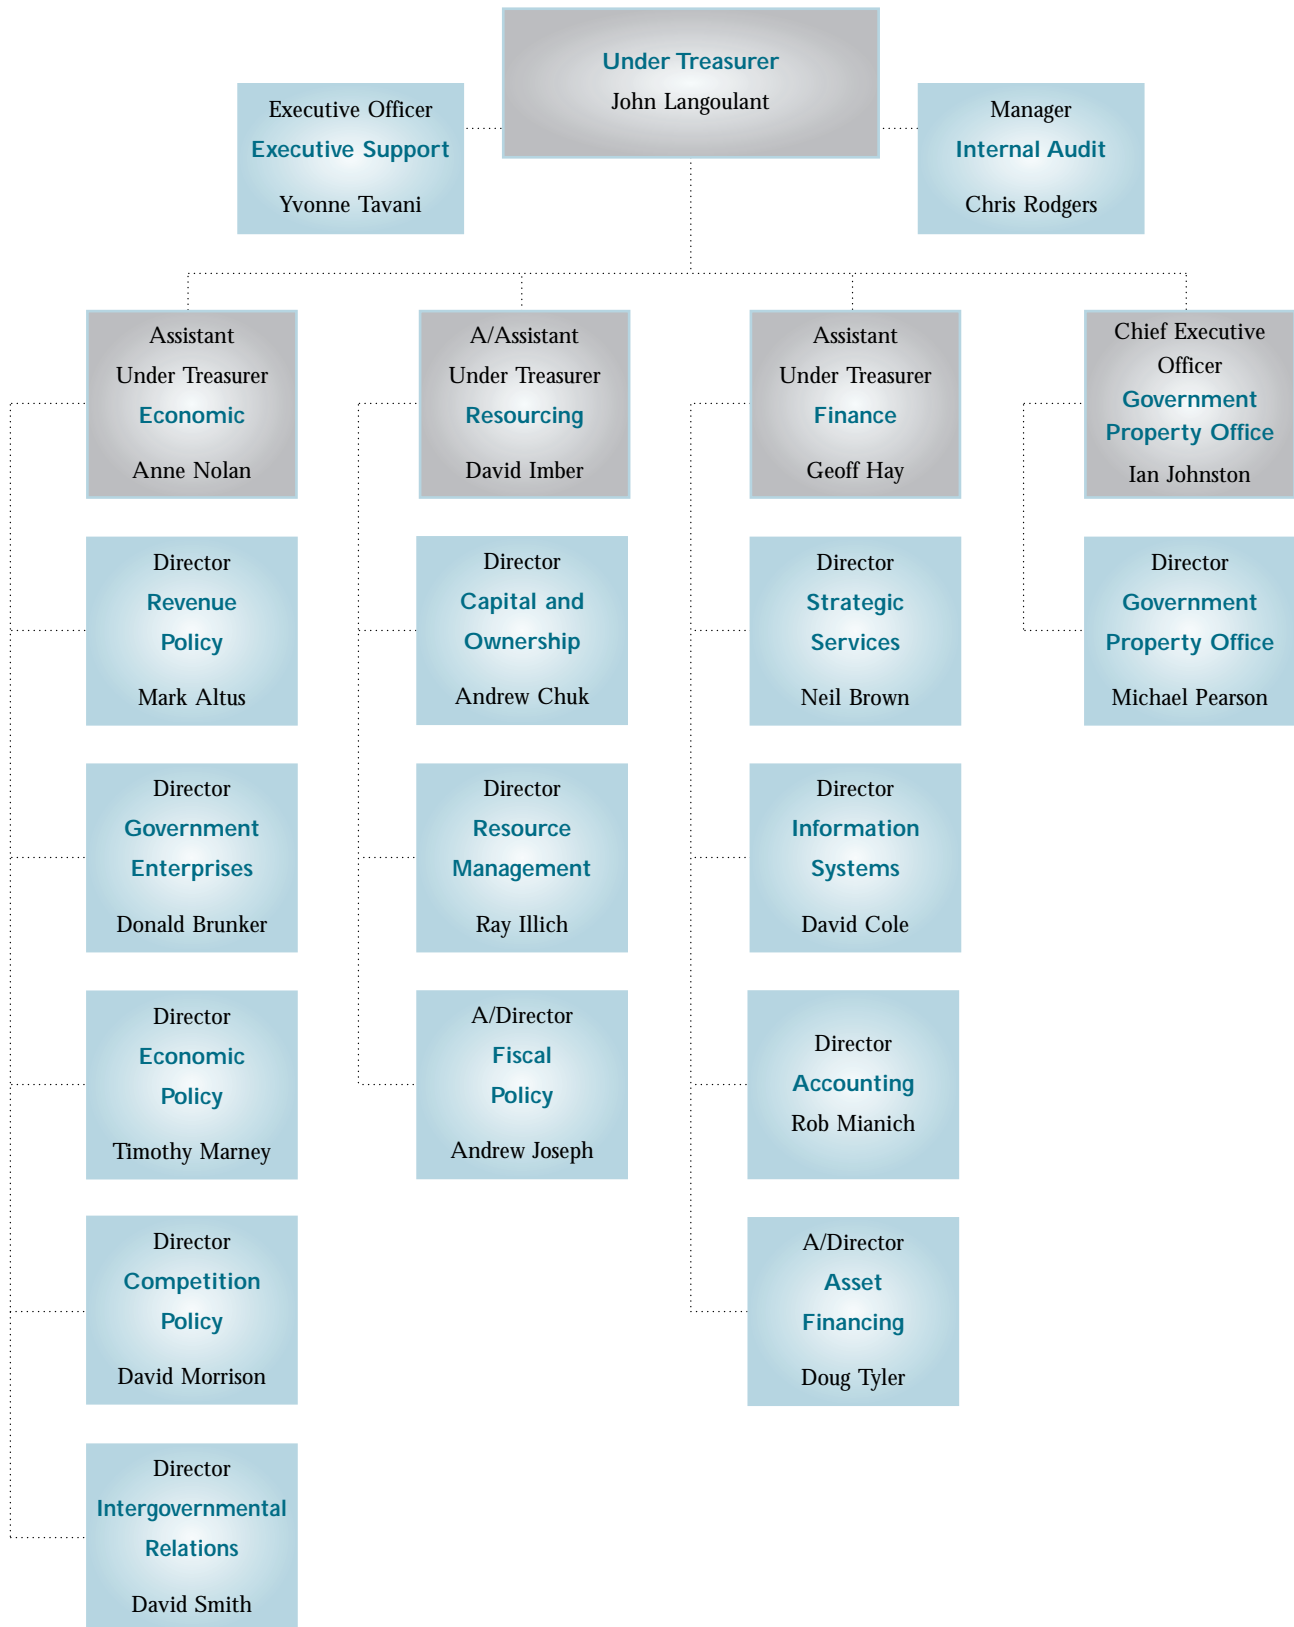 Under Treasurer
John Langoulant
Executive Officer
Executive Support
Yvonne Tavani
Manager
Internal Audit
Chris Rodgers
Assistant
Under Treasurer
Economic
Anne Nolan
A/Assistant
Under Treasurer
Resourcing
David Imber
Assistant
Under Treasurer
Finance
Geoff Hay
Chief Executive
Officer
Government
Property Office
Ian Johnston
Director
Revenue
Policy
Mark Altus
Director
Capital and
Ownership
Andrew Chuk
Director
Strategic
Services
Neil Brown
Director
Government
Property Office
Michael Pearson
Director
Government
Enterprises
Donald Brunker
Director
Resource
Management
Ray Illich
Director
Information
Systems
David Cole
Director
Economic
Policy
Timothy Marney
A/Director
Fiscal
Policy
Andrew Joseph
Director
Accounting
Rob Mianich
Director
Competition
Policy
David Morrison
A/Director
Asset
Financing
Doug Tyler
Director
Intergovernmental
Relations
David Smith